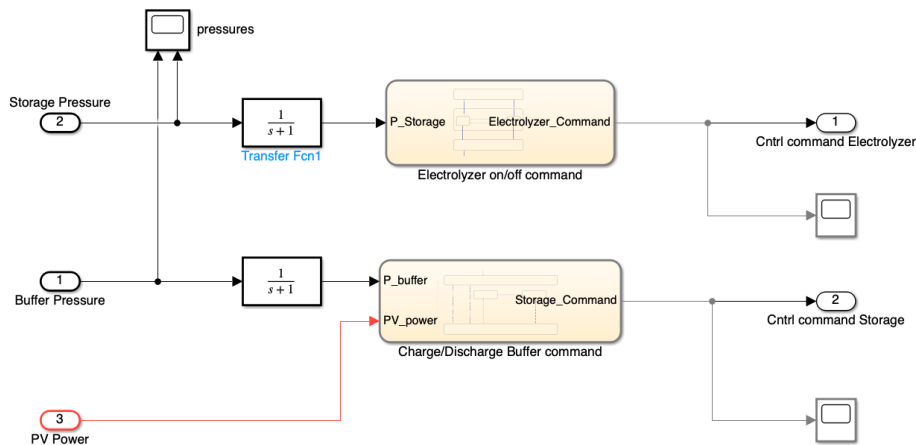 pressures
Storage Pressure
2
1
s + 1
Transfer Fcn1
P_Storage
Electrolyzer_Command
Electrolyzer on/off command
1
Cntrl command Electrolyzer
1
Buffer Pressure
1
s + 1
P_buffer
PV_power
Storage_Command
Charge/Discharge Buffer command
2
Cntrl command Storage
3
PV Power